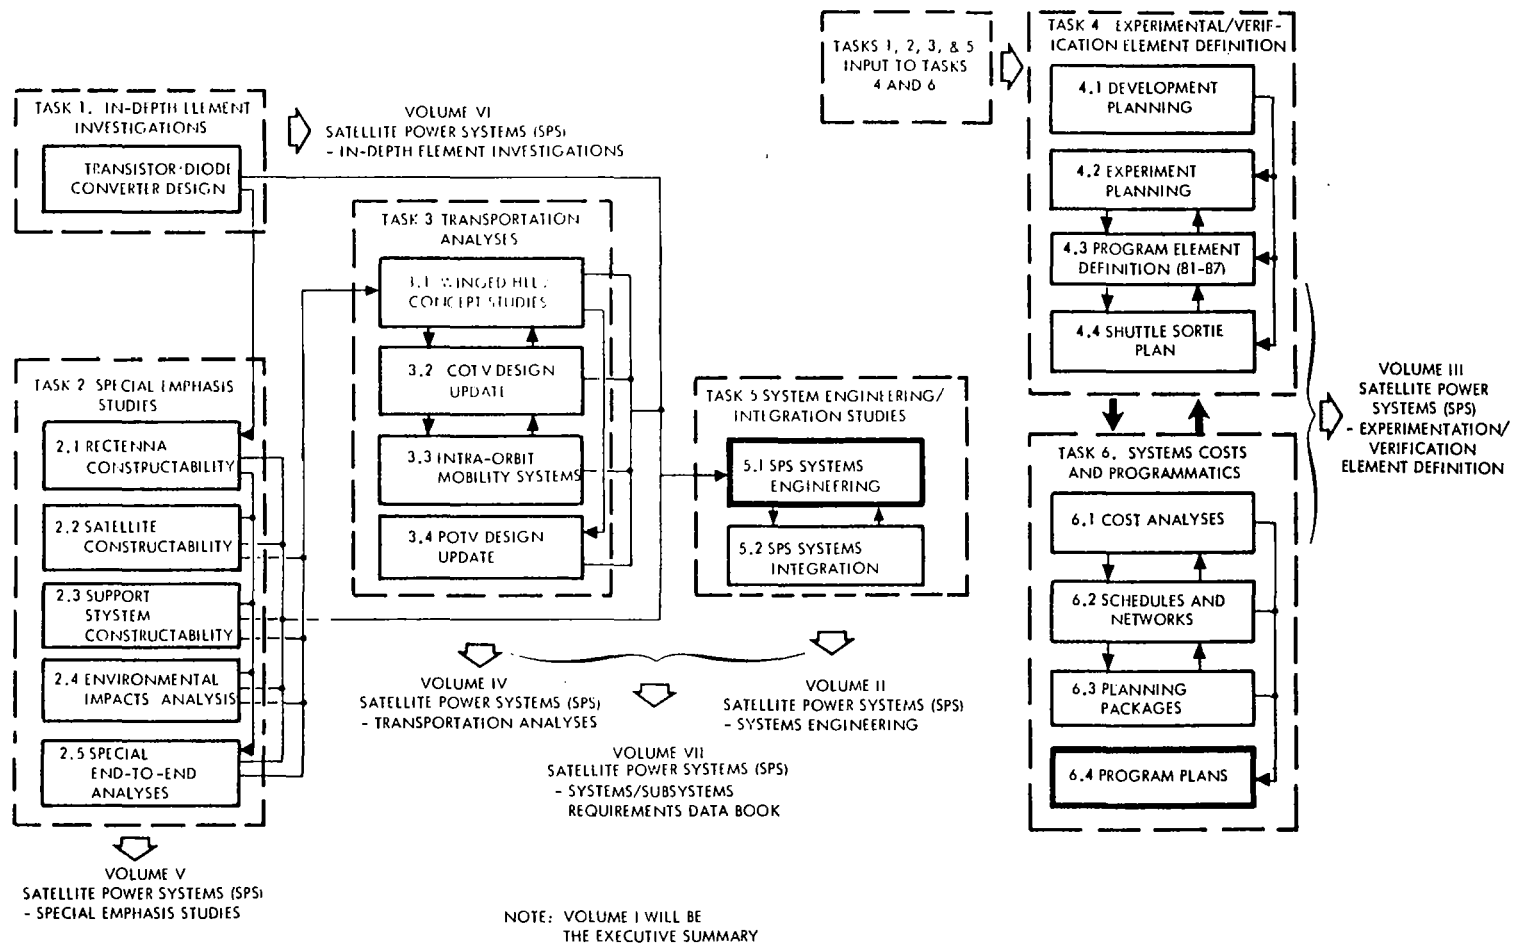 TASKS 1, 2, 3, & 5
INPUT TO TASKS
4 AND 6
TASK 4 EXPERIMENTAL/VERIF-
ICATION ELEMENT DEFINITION
4.1 DEVELOPMENT
PLANNING
4.2 EXPERIMENT
PLANNING
4.3 PROGRAM ELEMENT
DEFINITION (81-87)
4.4 SHUTTLE SORTIE
PLAN
TASK 1. IN-DEPTH ELEMENT
INVESTIGATIONS
TRANSISTOR-DIODE
CONVERTER DESIGN
VOLUME VI
SATELLITE POWER SYSTEMS (SPS)
- IN-DEPTH ELEMENT INVESTIGATIONS
TASK 3 TRANSPORTATION
ANALYSES
3.1 WINGED
CONCEPT STUDIES
3.2 COTV DESIGN
UPDATE
3.3 INTRA-ORBIT
MOBILITY SYSTEMS
3.4 POTV DESIGN
UPDATE
TASK 2 SPECIAL EMPHASIS
STUDIES
2.1 RECTENNA
CONSTRUCTABILITY
2.2 SATELLITE
CONSTRUCTABILITY
2.3 SUPPORT
STYSTEM
CONSTRUCTABILITY
2.4 ENVIRONMENTAL
IMPACTS ANALYSIS
2.5 SPECIAL
END-TO-END
ANALYSES
TASK 5 SYSTEM ENGINEERING/
INTEGRATION STUDIES
5.1 SPS SYSTEMS
ENGINEERING
5.2 SPS SYSTEMS
INTEGRATION
VOLUME III
SATELLITE POWER
SYSTEMS (SPS)
- EXPERIMENTATION/
VERIFICATION
ELEMENT DEFINITION
TASK 6. SYSTEMS COSTS
AND PROGRAMMATICS
6.1 COST ANALYSES
6.2 SCHEDULES AND
NETWORKS
6.3 PLANNING
PACKAGES
6.4 PROGRAM PLANS
VOLUME IV
SATELLITE POWER SYSTEMS (SPS)
- TRANSPORTATION ANALYSES
VOLUME II
SATELLITE POWER SYSTEMS (SPS)
- SYSTEMS ENGINEERING
VOLUME VII
SATELLITE POWER SYSTEMS (SPS)
- SYSTEMS/SUBSYSTEMS
REQUIREMENTS DATA BOOK
VOLUME V
SATELLITE POWER SYSTEMS (SPS)
- SPECIAL EMPHASIS STUDIES
NOTE: VOLUME I WILL BE
THE EXECUTIVE SUMMARY